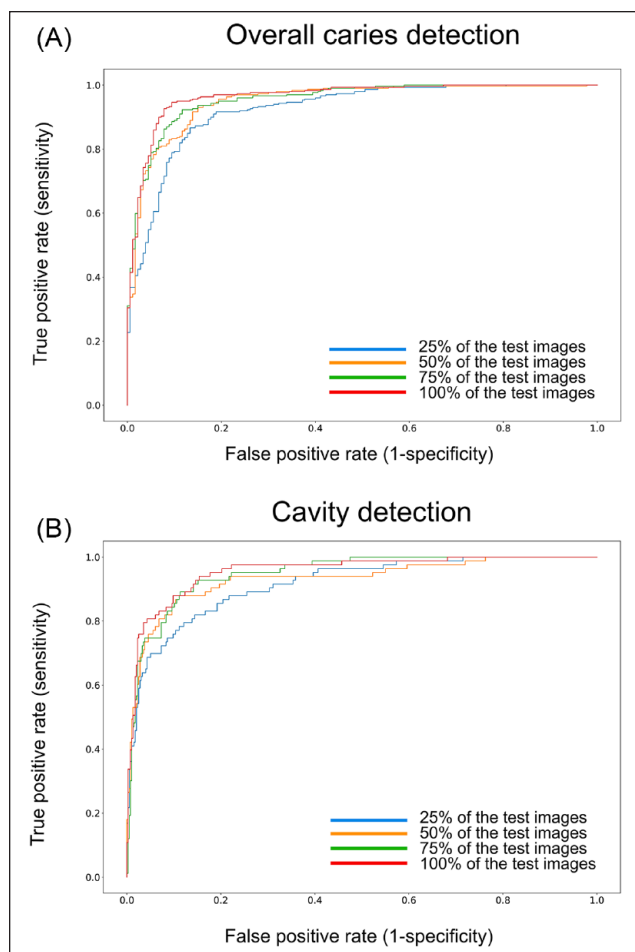 (A)
Overall caries detection
True positive rate (sensitivity)
1.0
0.8
0.6
0.4
0.2
0.0
25% of the test images
50% of the test images
75% of the test images
100% of the test images
0.0 0.2 0.4 0.6 0.8 1.0
False positive rate (1-specificity)
(B)
Cavity detection
True positive rate (sensitivity)
1.0
0.8
0.6
0.4
0.2
0.0
25% of the test images
50% of the test images
75% of the test images
100% of the test images
0.0 0.2 0.4 0.6 0.8 1.0
False positive rate (1-specificity)